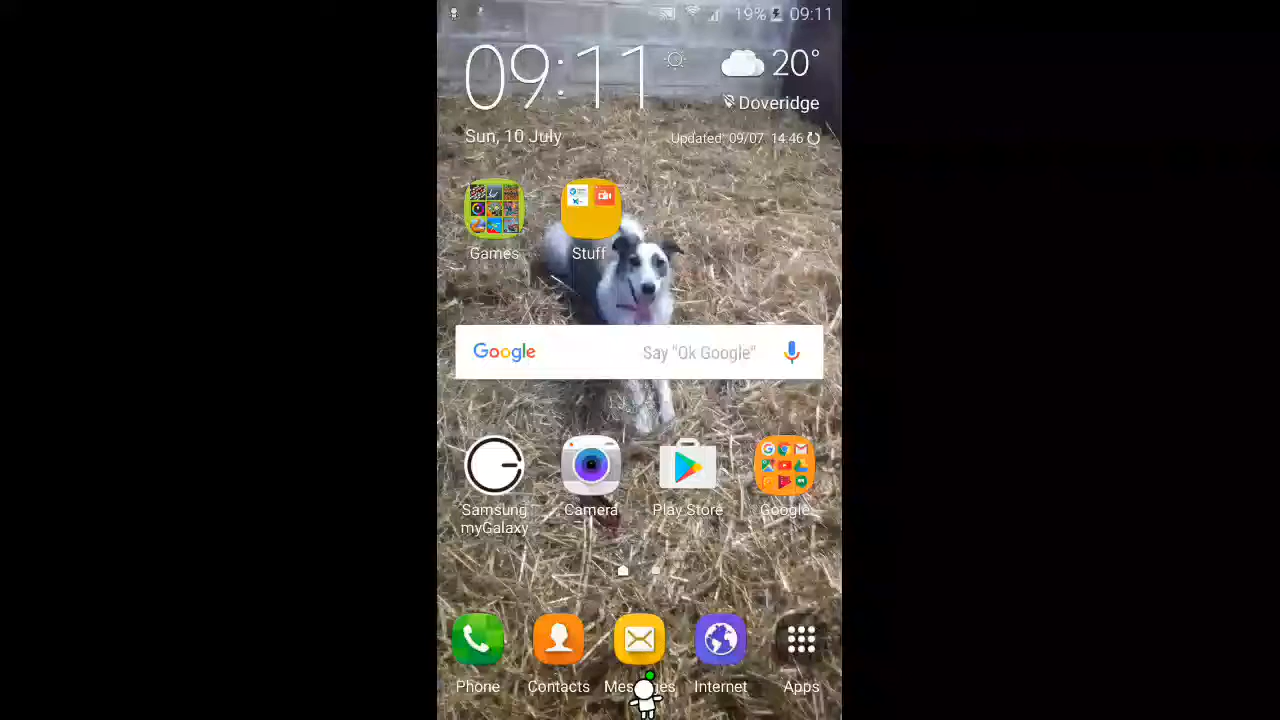 19% 09:11
09:11
20°
Doveridge
Sun, 10 July
Updated: 09/07 14:46
Games
Stuff
Google
Say "Ok Google"
Samsung myGalaxy
Camera
Play Store
Google
Phone
Contacts
Internet
Apps